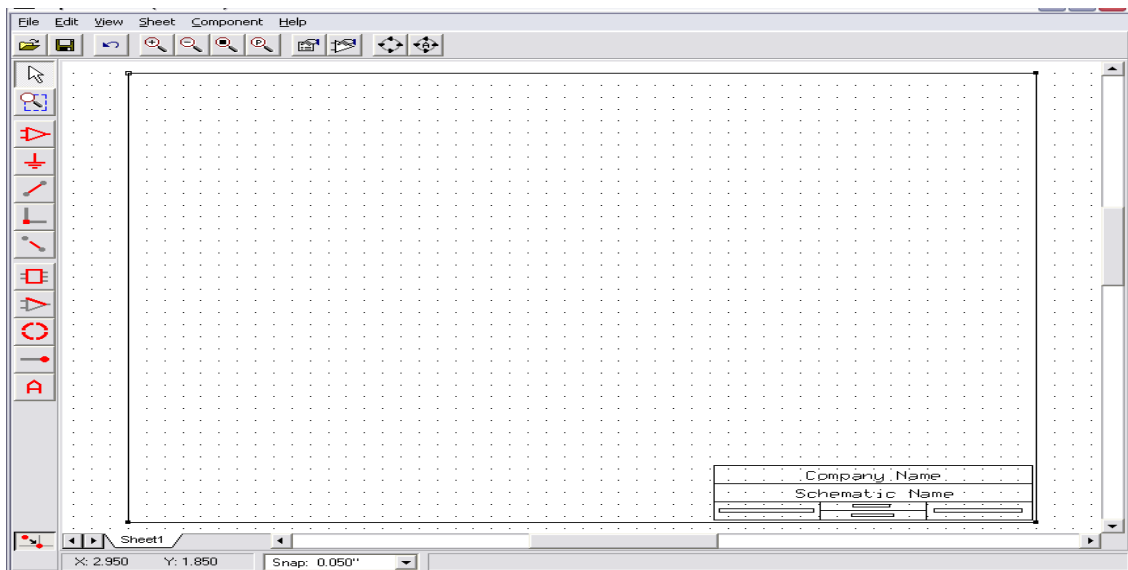 File Edit View Sheet Component Help
P
A
A
Company Name
Schematic Name
Sheet1
X: 2.950 Y: 1.850 Snap: 0.050"